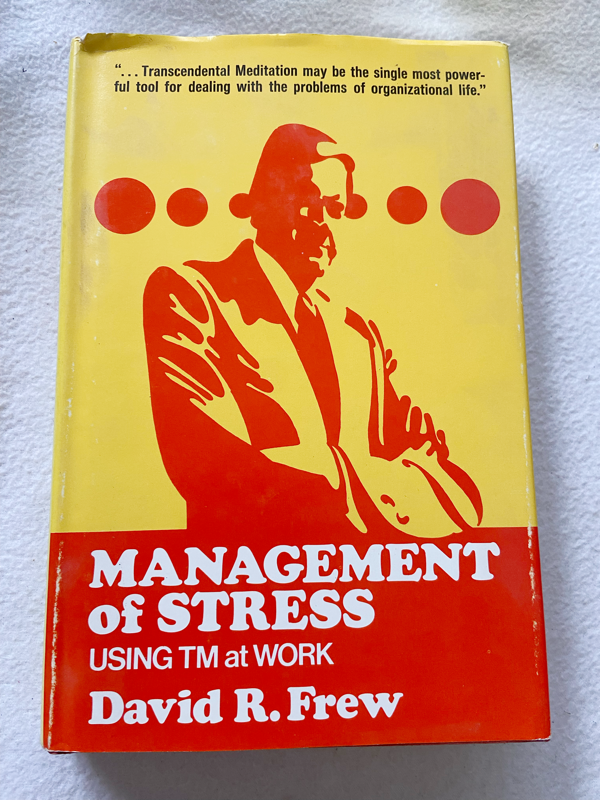 “. . . Transcendental Meditation may be the single most power-
ful tool for dealing with the problems of organizational life.”
MANAGEMENT
of STRESS
USING TM at WORK
David R. Frew